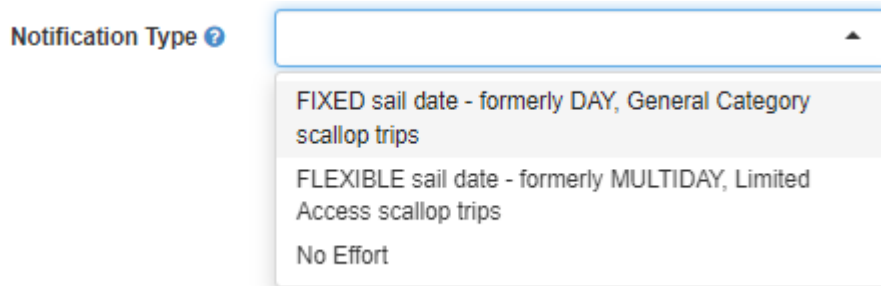 Notification Type
FIXED sail date - formerly DAY, General Category
scallop trips
FLEXIBLE sail date - formerly MULTIDAY, Limited
Access scallop trips
No Effort